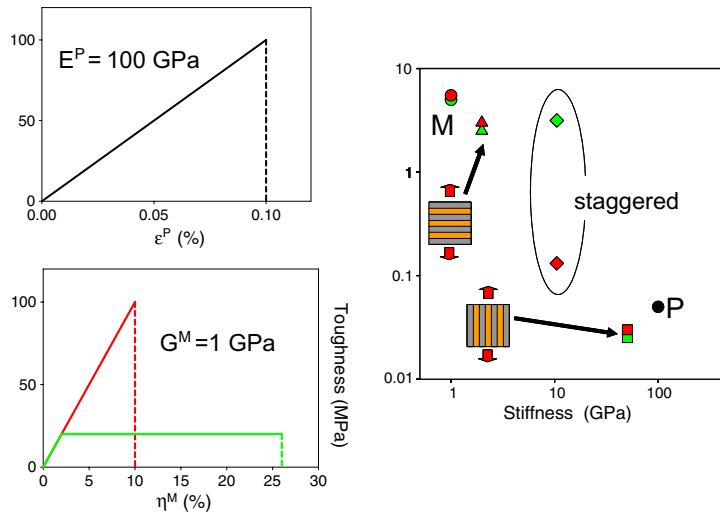 100
50
0
E^P = 100 GPa
0.00
0.05
0.10
ε^P (%)
100
50
0
G^M =1 GPa
0
5
10
15
20
25
30
η^M (%)
Toughness (MPa)
10
1
0.1
0.01
M
staggered
P
1
10
100
Stiffness (GPa)